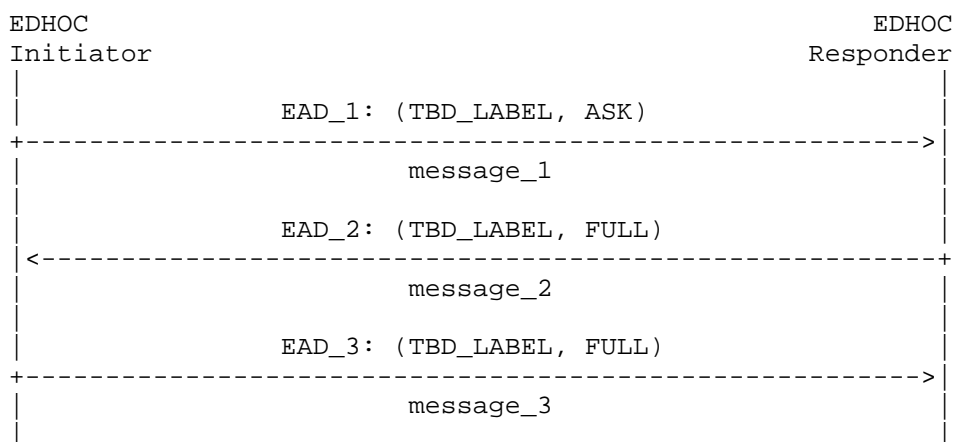 EDHOC EDHOC
Initiator Responder
EAD_1: (TBD_LABEL, ASK)
message_1
EAD_2: (TBD_LABEL, FULL)
message_2
EAD_3: (TBD_LABEL, FULL)
message_3